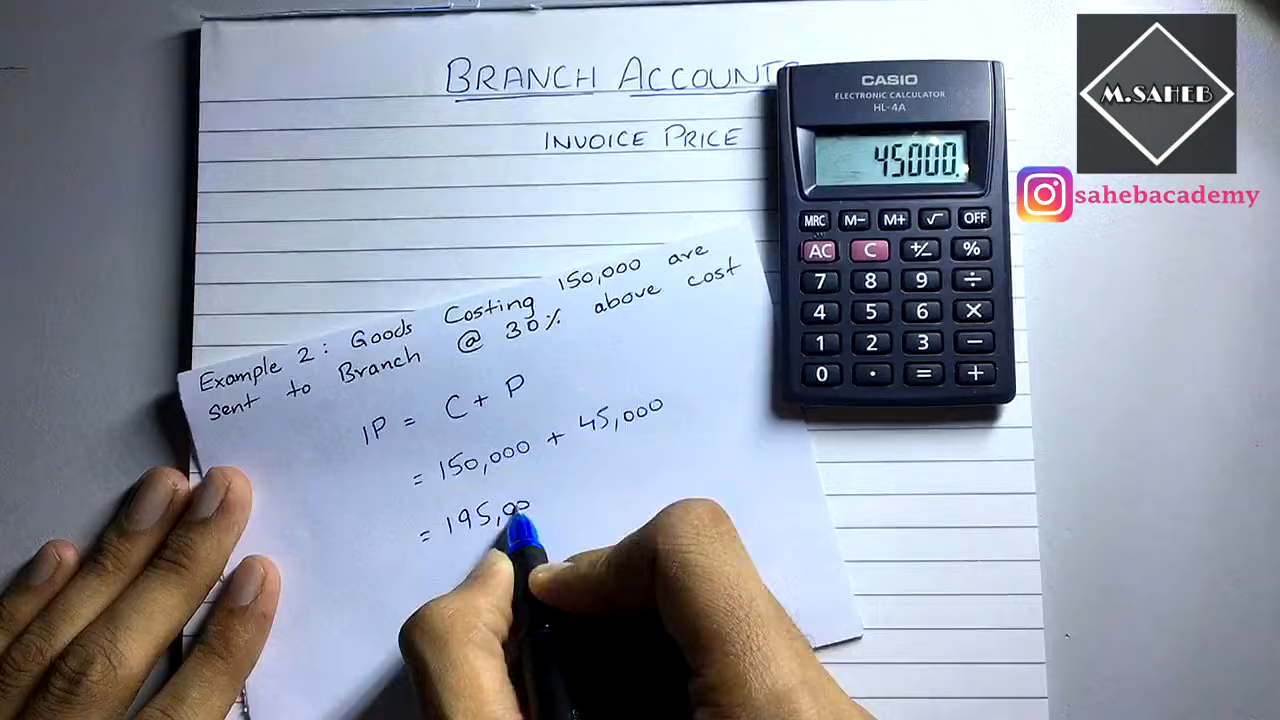 BRANCH ACCOUNTS
INVOICE PRICE
CASIO
ELECTRONIC CALCULATOR
HL-4A
45000.
MRC M- M+ √ OFF
AC C +/- %
7 8 9 ÷
4 5 6 ×
1 2 3 −
0 · = +
M.SAHEB
sahebacademy
Example 2: Goods Costing 150,000 are
sent to Branch @ 30% above cost
IP = C + P
= 150,000 + 45,000
= 195,00